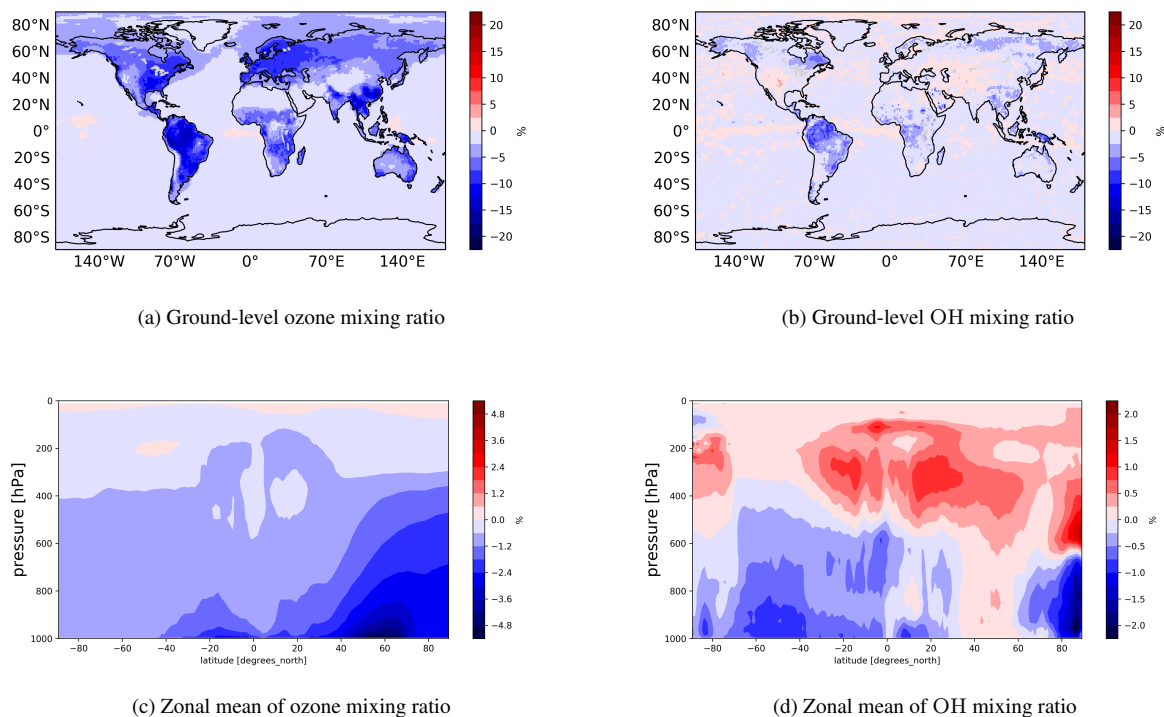 80°N
60°N
40°N
20°N
0°
20°S
40°S
60°S
80°S
140°W 70°W 0° 70°E 140°E
20
15
10
5
0
−5
−10
−15
−20
%
(a) Ground-level ozone mixing ratio
80°N
60°N
40°N
20°N
0°
20°S
40°S
60°S
80°S
140°W 70°W 0° 70°E 140°E
20
15
10
5
0
−5
−10
−15
−20
%
(b) Ground-level OH mixing ratio
pressure [hPa]
0
200
400
600
800
1000
−80 −60 −40 −20 0 20 40 60 80
latitude [degrees_north]
4.8
3.6
2.4
1.2
0.0
−1.2
−2.4
−3.6
−4.8
%
(c) Zonal mean of ozone mixing ratio
pressure [hPa]
0
200
400
600
800
1000
−80 −60 −40 −20 0 20 40 60 80
latitude [degrees_north]
2.0
1.5
1.0
0.5
0.0
−0.5
−1.0
−1.5
−2.0
%
(d) Zonal mean of OH mixing ratio